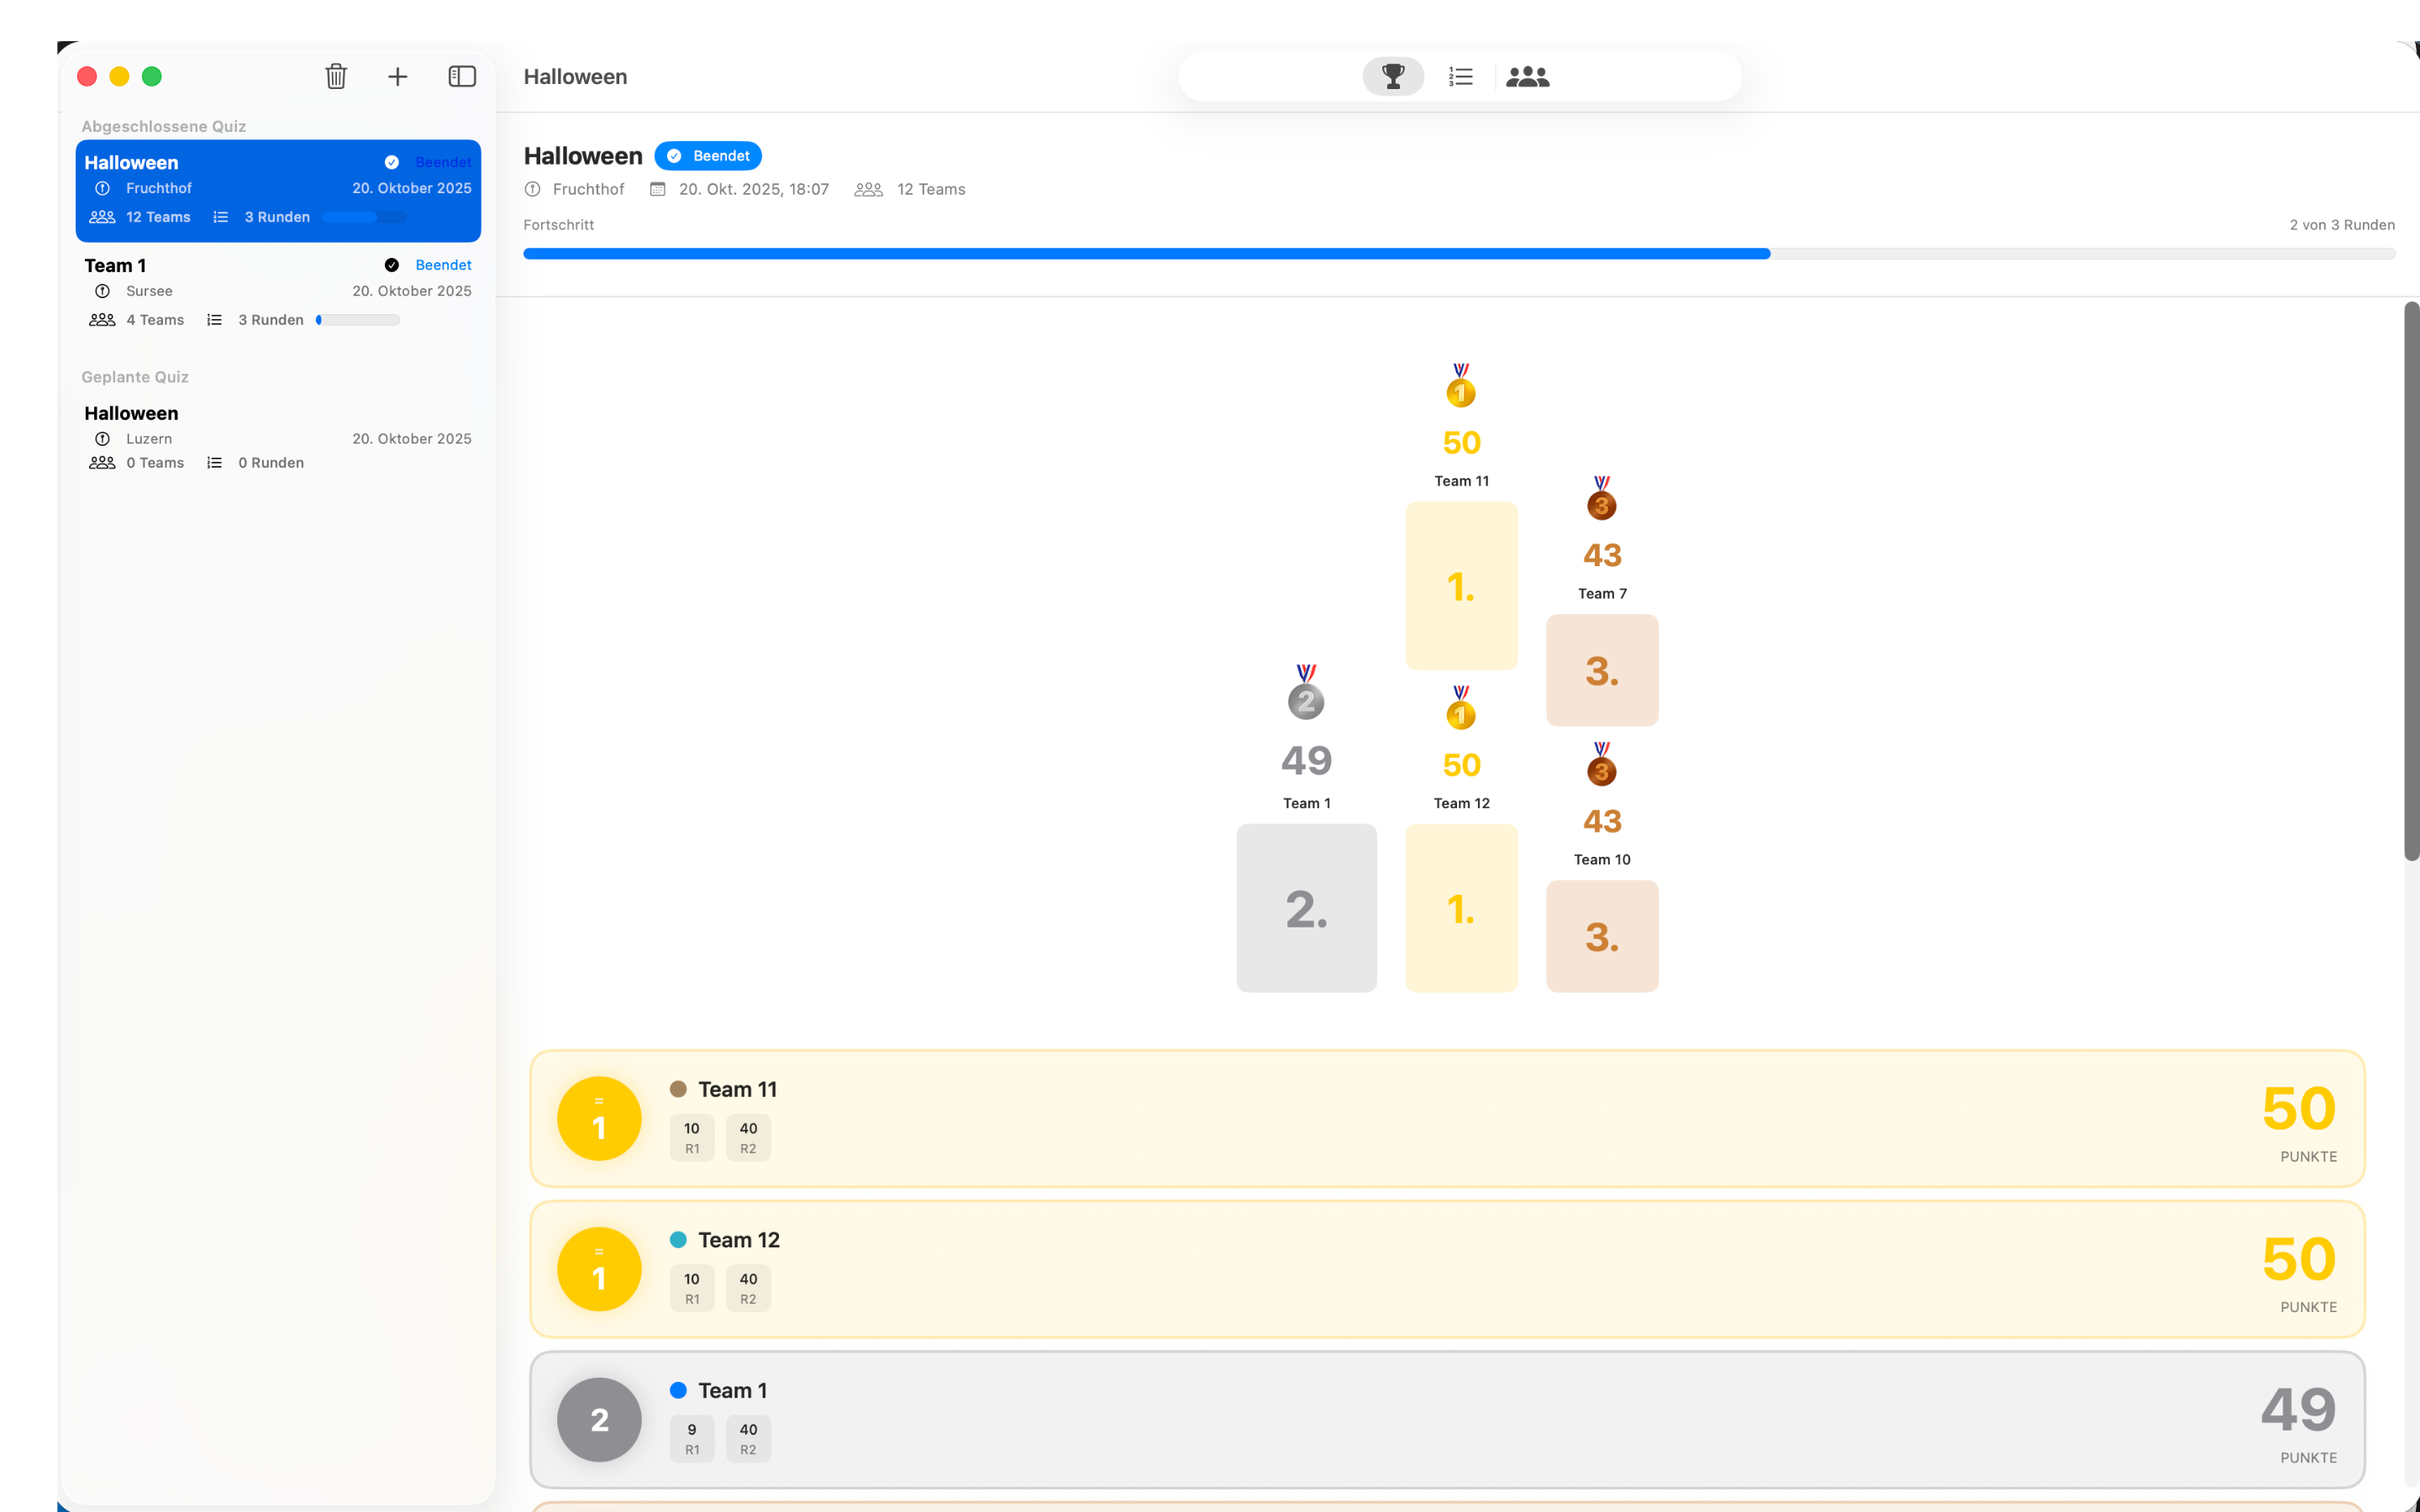 Halloween
Abgeschlossene Quiz
Halloween Beendet
Fruchthof 20. Oktober 2025
12 Teams 3 Runden
Team 1 Beendet
Sursee 20. Oktober 2025
4 Teams 3 Runden
Geplante Quiz
Halloween
Luzern 20. Oktober 2025
0 Teams 0 Runden
Halloween Beendet
Fruchthof 20. Okt. 2025, 18:07 12 Teams
Fortschritt 2 von 3 Runden
2
49
Team 1
2.
1
50
Team 11
1.
1
50
Team 12
1.
3
43
Team 7
3.
3
43
Team 10
3.
=
1
Team 11
10 40
R1 R2
50
PUNKTE
=
1
Team 12
10 40
R1 R2
50
PUNKTE
2
Team 1
9 40
R1 R2
49
PUNKTE